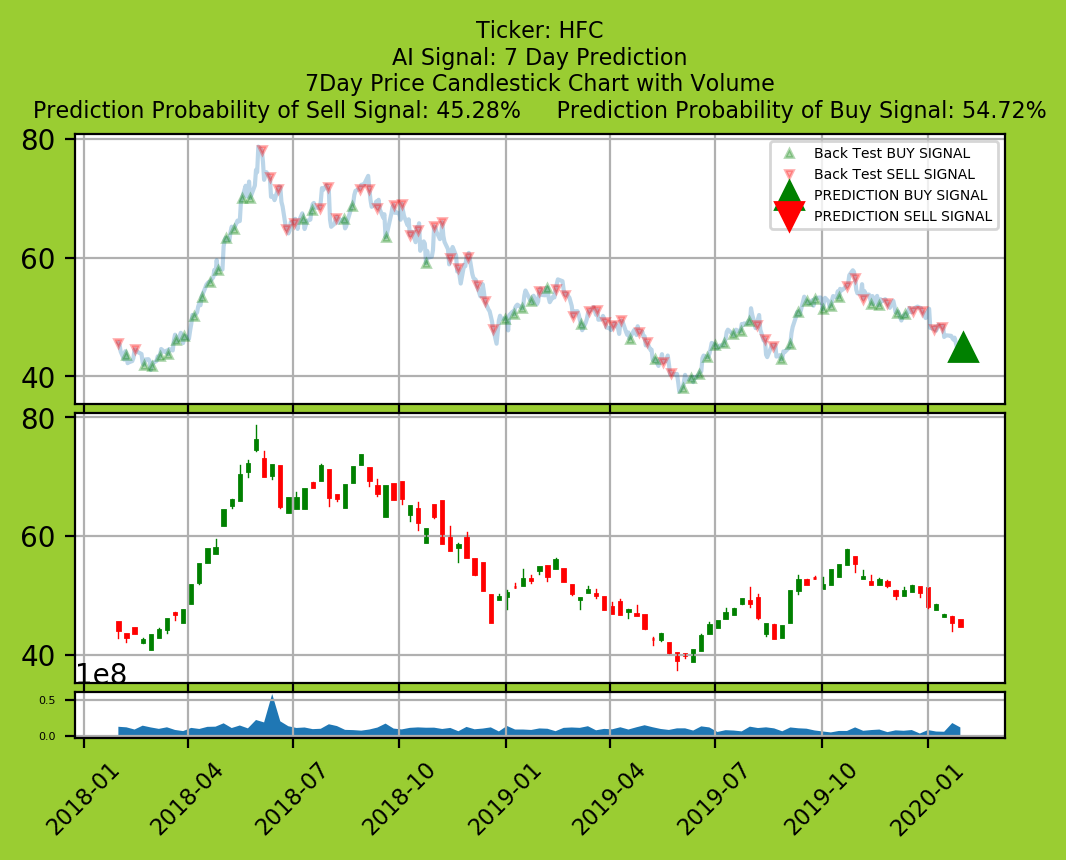 Ticker: HFC
AI Signal: 7 Day Prediction
7Day Price Candlestick Chart with Volume
Prediction Probability of Sell Signal: 45.28% Prediction Probability of Buy Signal: 54.72%
80
60
40
Back Test BUY SIGNAL
Back Test SELL SIGNAL
PREDICTION BUY SIGNAL
PREDICTION SELL SIGNAL
80
60
40
1e8
0.5
0.0
2018-01
2018-04
2018-07
2018-10
2019-01
2019-04
2019-07
2019-10
2020-01